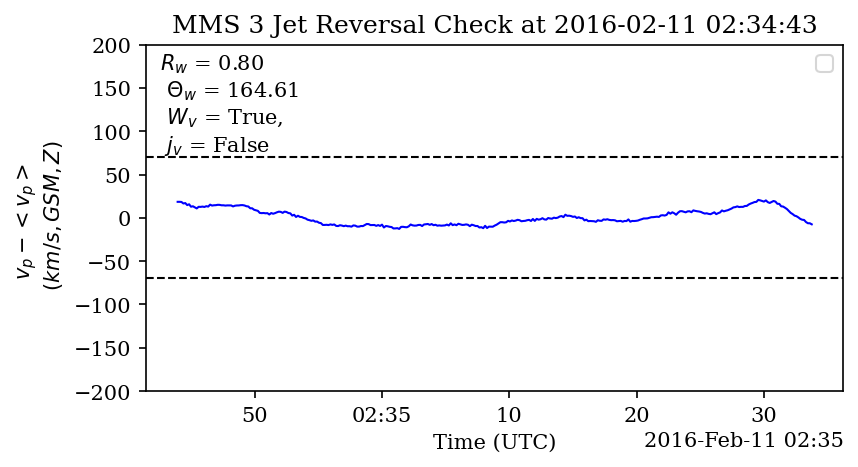 MMS 3 Jet Reversal Check at 2016-02-11 02:34:43
R_w = 0.80
Θ_w = 164.61
W_v = True,
j_v = False
v_p − < v_p >
(km/s, GSM, Z)
200
150
100
50
0
−50
−100
−150
−200
50
02:35
10
20
30
Time (UTC)
2016-Feb-11 02:35